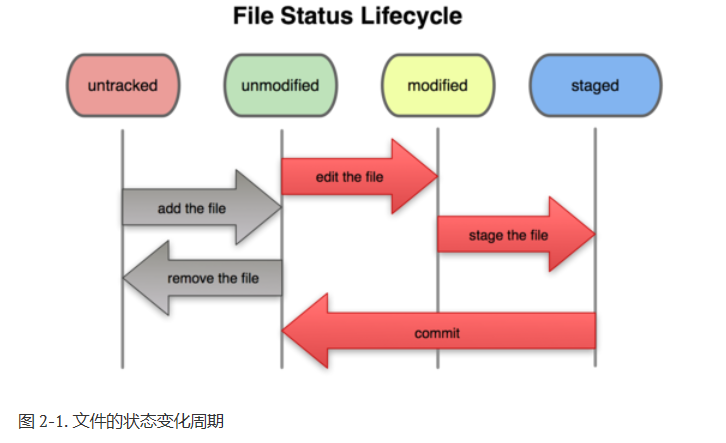 File Status Lifecycle
untracked
unmodified
modified
staged
edit the file
add the file
stage the file
remove the file
commit
图 2-1. 文件的状态变化周期